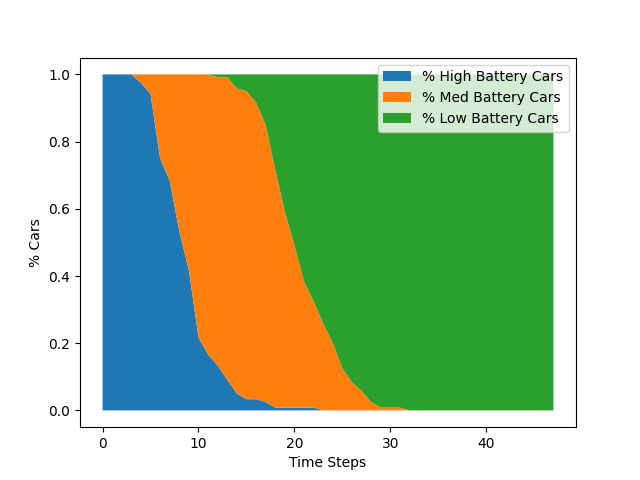 % High Battery Cars
% Med Battery Cars
% Low Battery Cars
1.0
0.8
0.6
0.4
0.2
0.0
% Cars
0 10 20 30 40
Time Steps